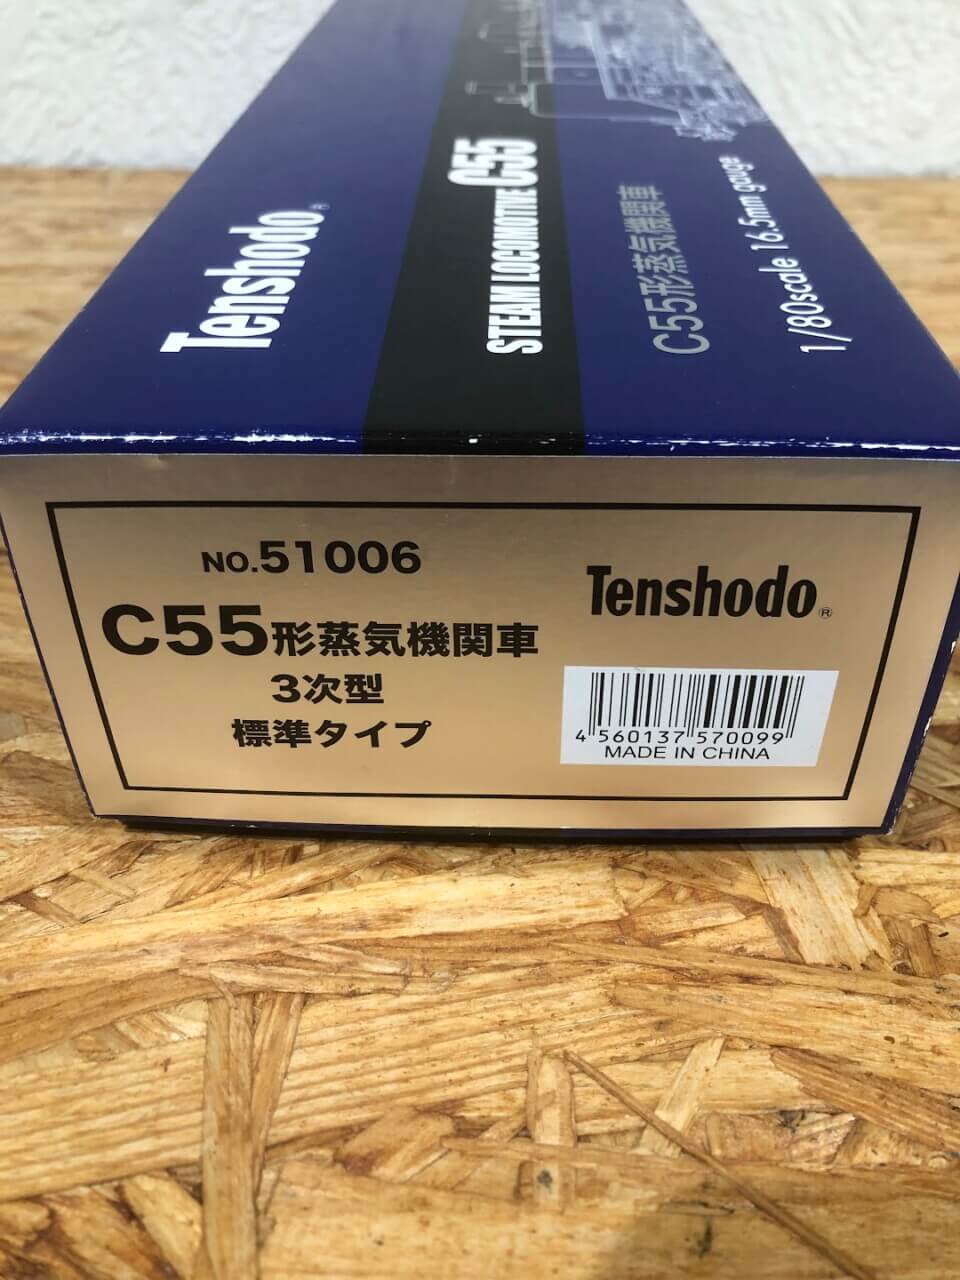 Tenshodo®
STEAM LOCOMOTIVE C55
C55形蒸気機関車
1/80scale 16.5mm gauge
NO.51006
C55形蒸気機関車
3次型
標準タイプ
Tenshodo®
4 560137 570099
MADE IN CHINA